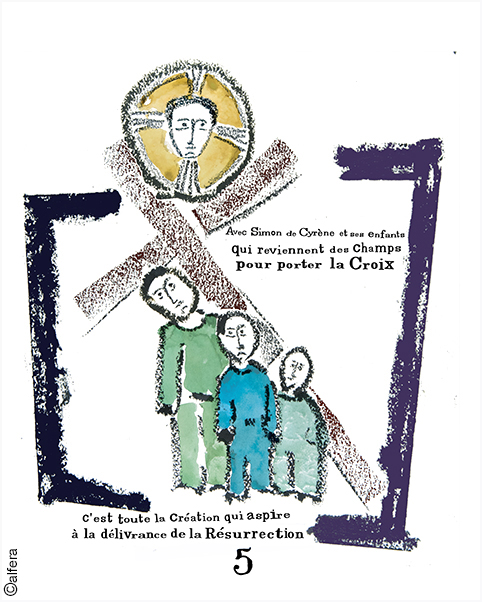 Avec Simon de Cyrène et ses enfants
qui reviennent des champs
pour porter la Croix
C'est toute la Création qui aspire
à la délivrance de la Résurrection
5
©alfera